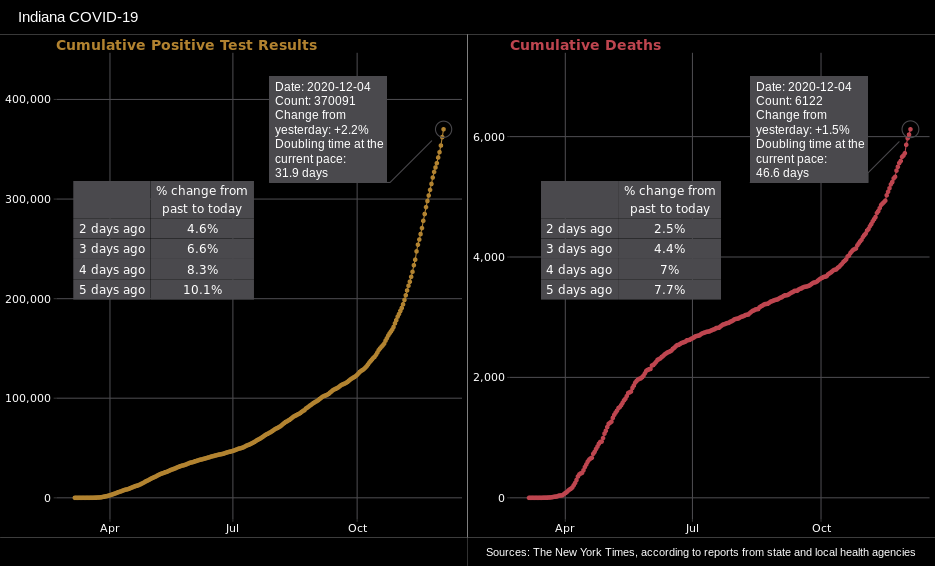 Indiana COVID-19
Cumulative Positive Test Results
400,000
300,000
200,000
100,000
0
Apr
Jul
Oct
Date: 2020-12-04
Count: 370091
Change from
yesterday: +2.2%
Doubling time at the
current pace:
31.9 days
% change from
past to today
2 days ago 4.6%
3 days ago 6.6%
4 days ago 8.3%
5 days ago 10.1%
Cumulative Deaths
6,000
4,000
2,000
0
Apr
Jul
Oct
Date: 2020-12-04
Count: 6122
Change from
yesterday: +1.5%
Doubling time at the
current pace:
46.6 days
% change from
past to today
2 days ago 2.5%
3 days ago 4.4%
4 days ago 7%
5 days ago 7.7%
Sources: The New York Times, according to reports from state and local health agencies